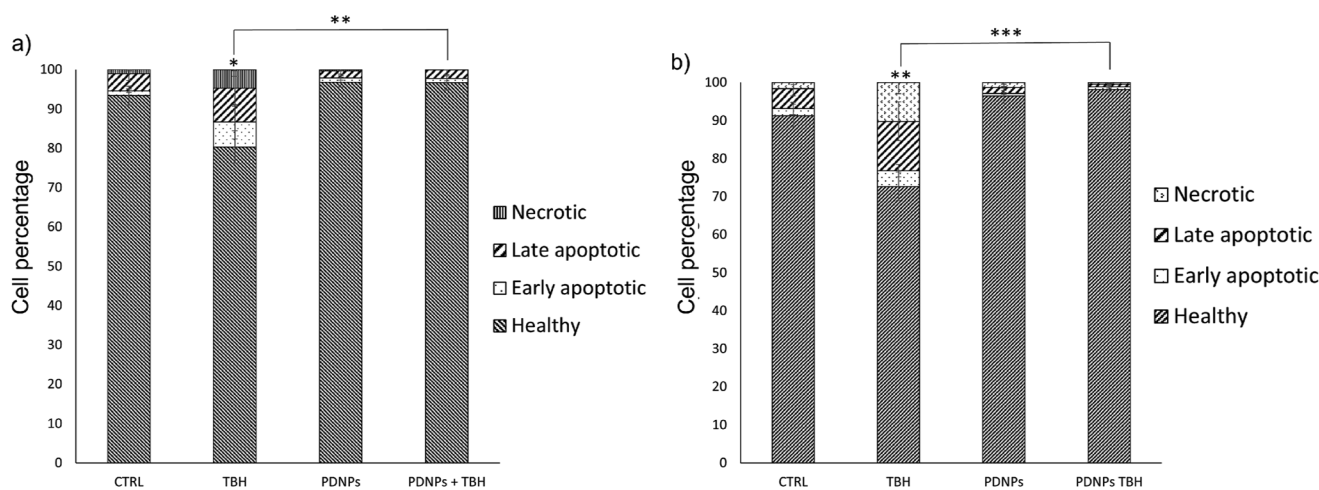 a)
**
*
100
90
80
70
60
50
40
30
20
10
0
Cell percentage
CTRL
TBH
PDNPs
PDNPs + TBH
Necrotic
Late apoptotic
Early apoptotic
Healthy
b)
***
**
100
90
80
70
60
50
40
30
20
10
0
Cell percentage
CTRL
TBH
PDNPs
PDNPs TBH
Necrotic
Late apoptotic
Early apoptotic
Healthy